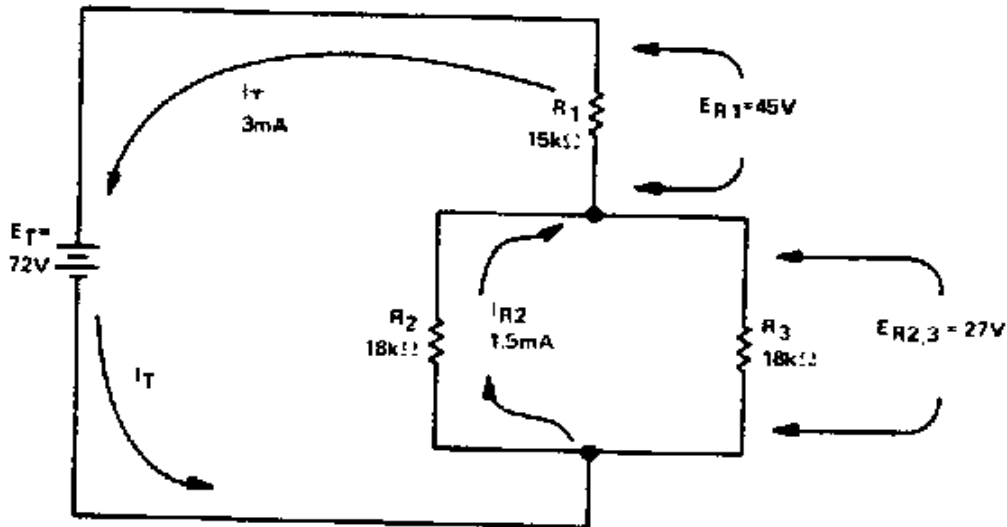 IT
3mA
R1
15kΩ
ER1=45V
ET=
72V
IT
R2
18kΩ
IR2
1.5mA
R3
18kΩ
ER2,3 = 27V